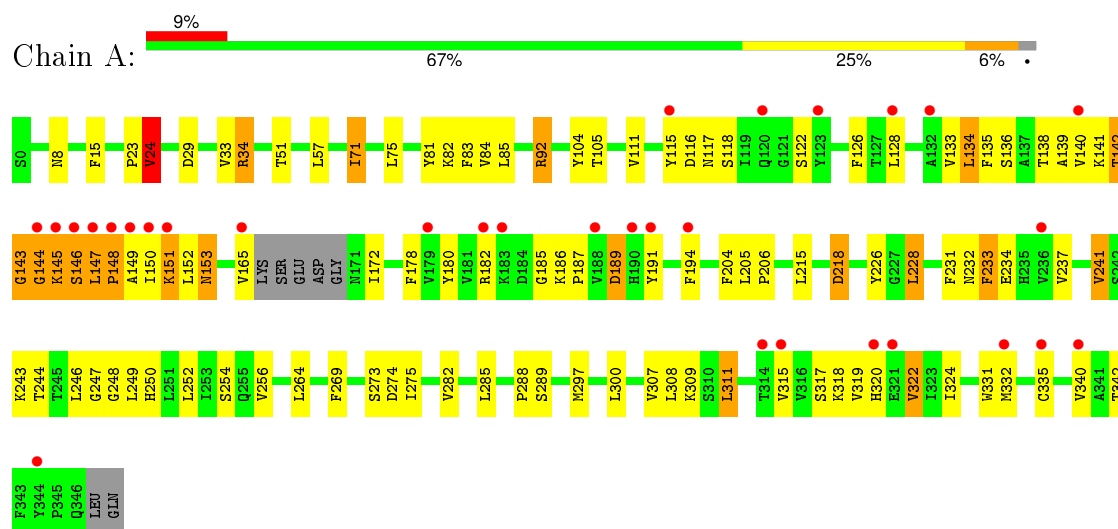 9%
Chain A:
67% 25% 6% •
S0 N8 F15 P23 V24 D29 V33 R34 T51 L57 I71 L75 Y81 K82 F83 V84 L85 R92 Y104 T105 V111 Y115 D116 N117 S118 I119 Q120 G121 S122 Y123 F126 T127 L128 A132 V133 L134 F135 S136 A137 T138 A139 V140 K141 T142
G143 G144 K145 S146 L147 P148 A149 I150 K151 L152 N153 V165 LYS SER GLU ASP GLY N171 I172 F178 V179 Y180 V181 R182 K183 D184 G185 K186 P187 V188 D189 H190 Y191 F194 F204 L205 P206 L215 D218 Y226 G227 L228 F231 N232 F233 E234 H235 V236 V237 V241 S242
K243 T244 T245 L246 G247 G248 L249 H250 L251 L252 I253 S254 Q255 V256 L264 F269 S273 D274 I275 V282 L285 P288 S289 M297 L300 V307 L308 K309 S310 L311 T314 V315 V316 S317 K318 V319 H320 E321 V322 I323 I324 W331 M332 C335 V340 A341 T342
F343 Y344 P345 Q346 LEU GLN